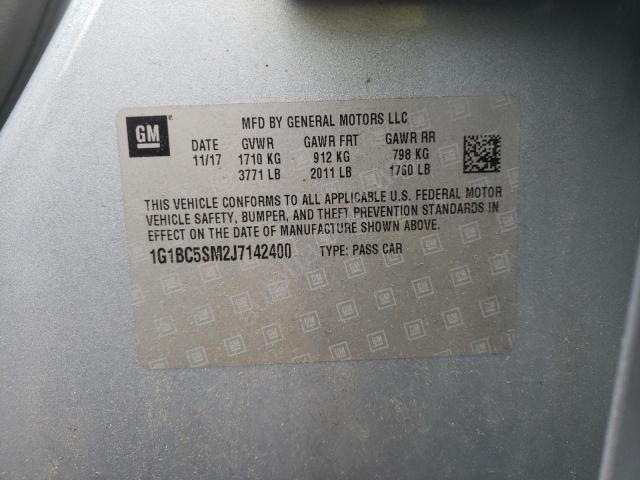 GM
MFD BY GENERAL MOTORS LLC
DATE GVWR GAWR FRT GAWR RR
11/17 1710 KG 912 KG 798 KG
3771 LB 2011 LB 1760 LB
THIS VEHICLE CONFORMS TO ALL APPLICABLE U.S. FEDERAL MOTOR
VEHICLE SAFETY, BUMPER, AND THEFT PREVENTION STANDARDS IN
EFFECT ON THE DATE OF MANUFACTURE SHOWN ABOVE.
1G1BC5SM2J7142400 TYPE: PASS CAR